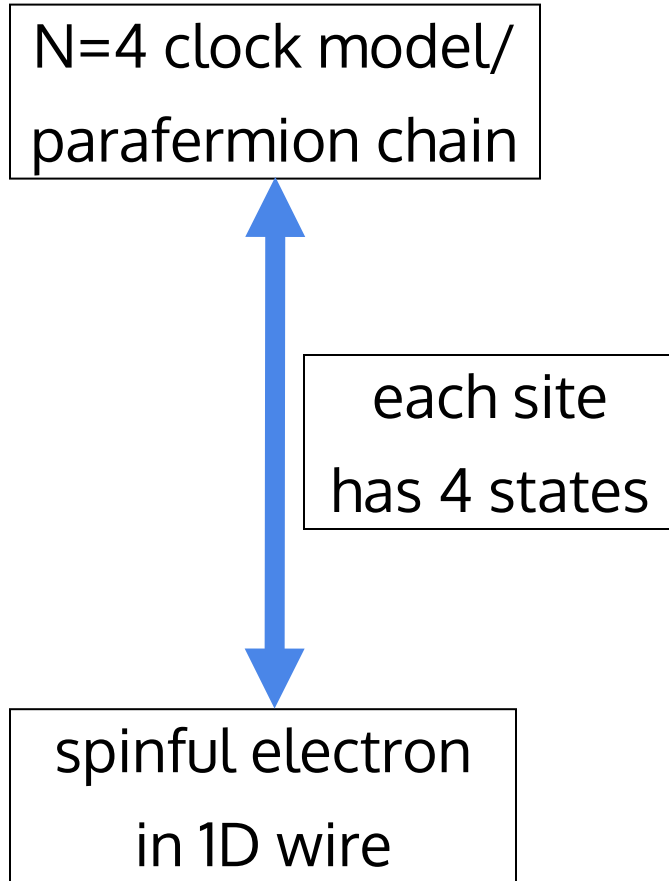 N=4 clock model/
parafermion chain
each site
has 4 states
spinful electron
in 1D wire